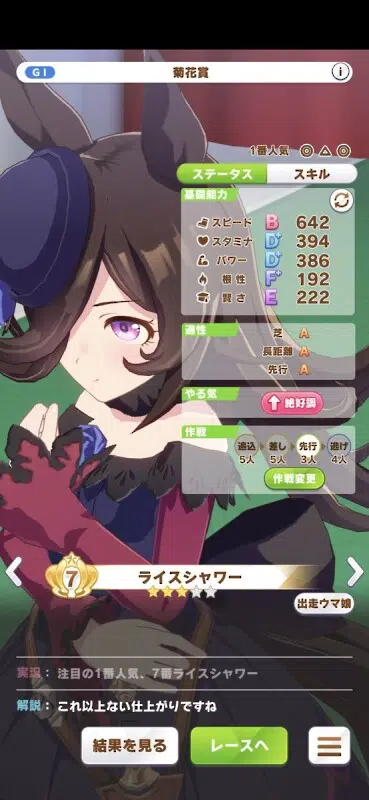 GI 菊花賞
1番人気 ◎ △ ◎
ステータス スキル
基礎能力
スピード B 642
スタミナ D+ 394
パワー D+ 386
根性 F+ 192
賢さ E 222
適性
芝 A
長距離 A
先行 A
やる気
絶好調
作戦
追込 差し 先行 逃げ
5人 5人 3人 4人
作戦変更
7 ライスシャワー
出走ウマ娘
実況： 注目の1番人気、7番ライスシャワー
解説： これ以上ない仕上がりですね
結果を見る レースへ